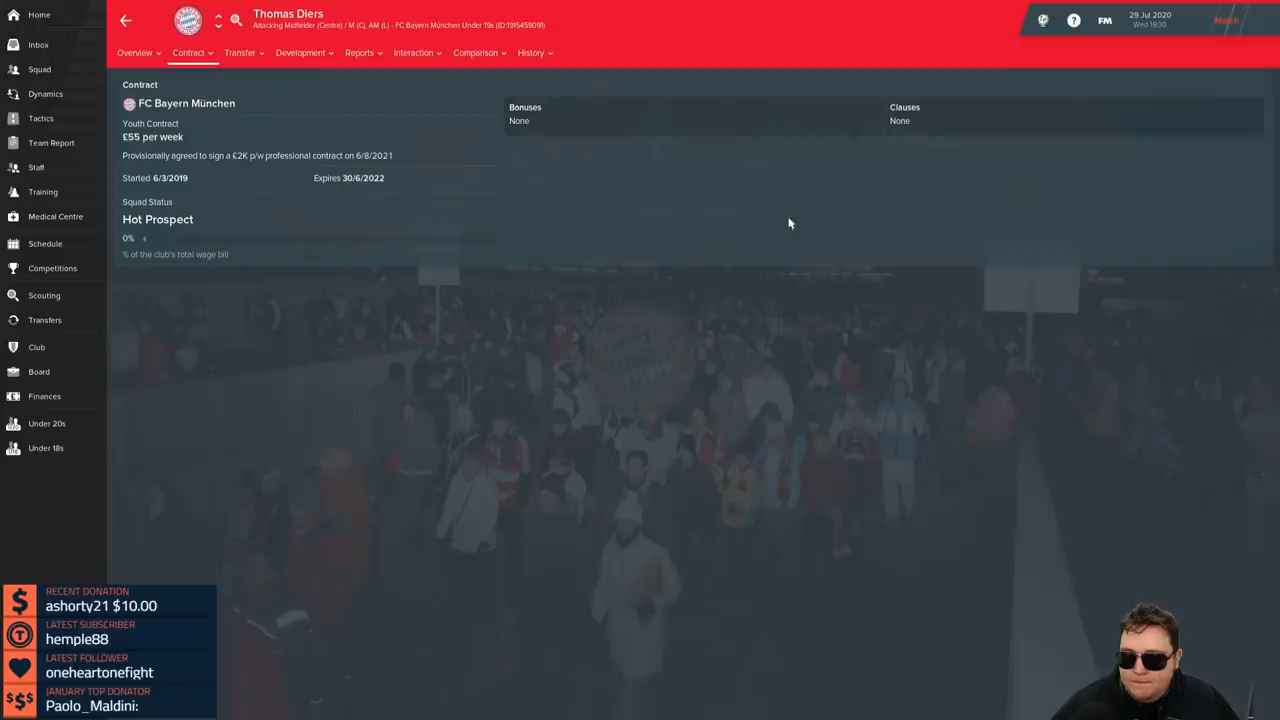 Home
Inbox
Squad
Dynamics
Tactics
Team Report
Staff
Training
Medical Centre
Schedule
Competitions
Scouting
Transfers
Club
Board
Finances
Under 20s
Under 18s
Thomas Diers
Attacking Midfielder (Centre) / M (C), AM (L) - FC Bayern München Under 19s (ID:1915459091)
FM
29 Jul 2020
Wed 19:30
Match
Overview
Contract
Transfer
Development
Reports
Interaction
Comparison
History
Contract
FC Bayern München
Youth Contract
£55 per week
Provisionally agreed to sign a £2K p/w professional contract on 6/8/2021
Started 6/3/2019
Expires 30/6/2022
Squad Status
Hot Prospect
0%
% of the club's total wage bill
Bonuses
None
Clauses
None
RECENT DONATION
ashorty21 $10.00
LATEST SUBSCRIBER
hemple88
LATEST FOLLOWER
oneheartonefight
JANUARY TOP DONATOR
Paolo_Maldini: